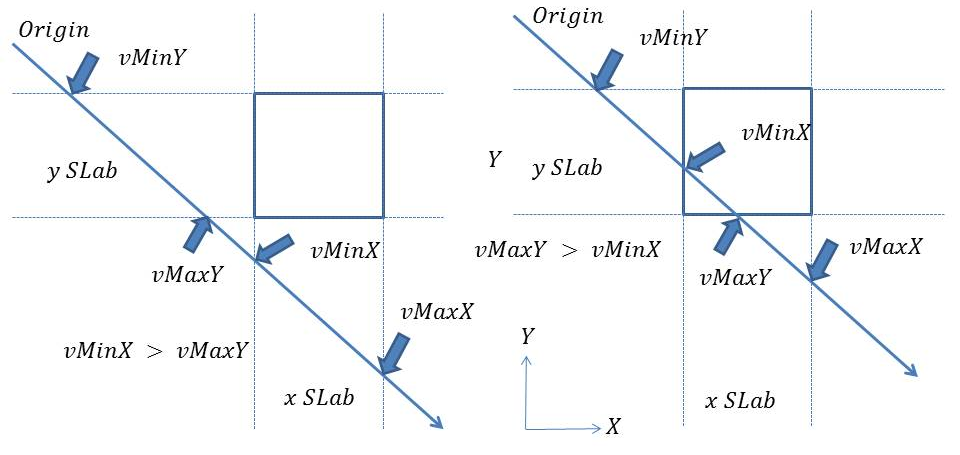 Origin
vMinY
y SLab
vMaxY
vMinX
vMaxX
vMinX > vMaxY
x SLab
Origin
vMinY
vMinX
Y
y SLab
vMaxY > vMinX
vMaxX
vMaxY
Y
x SLab
X